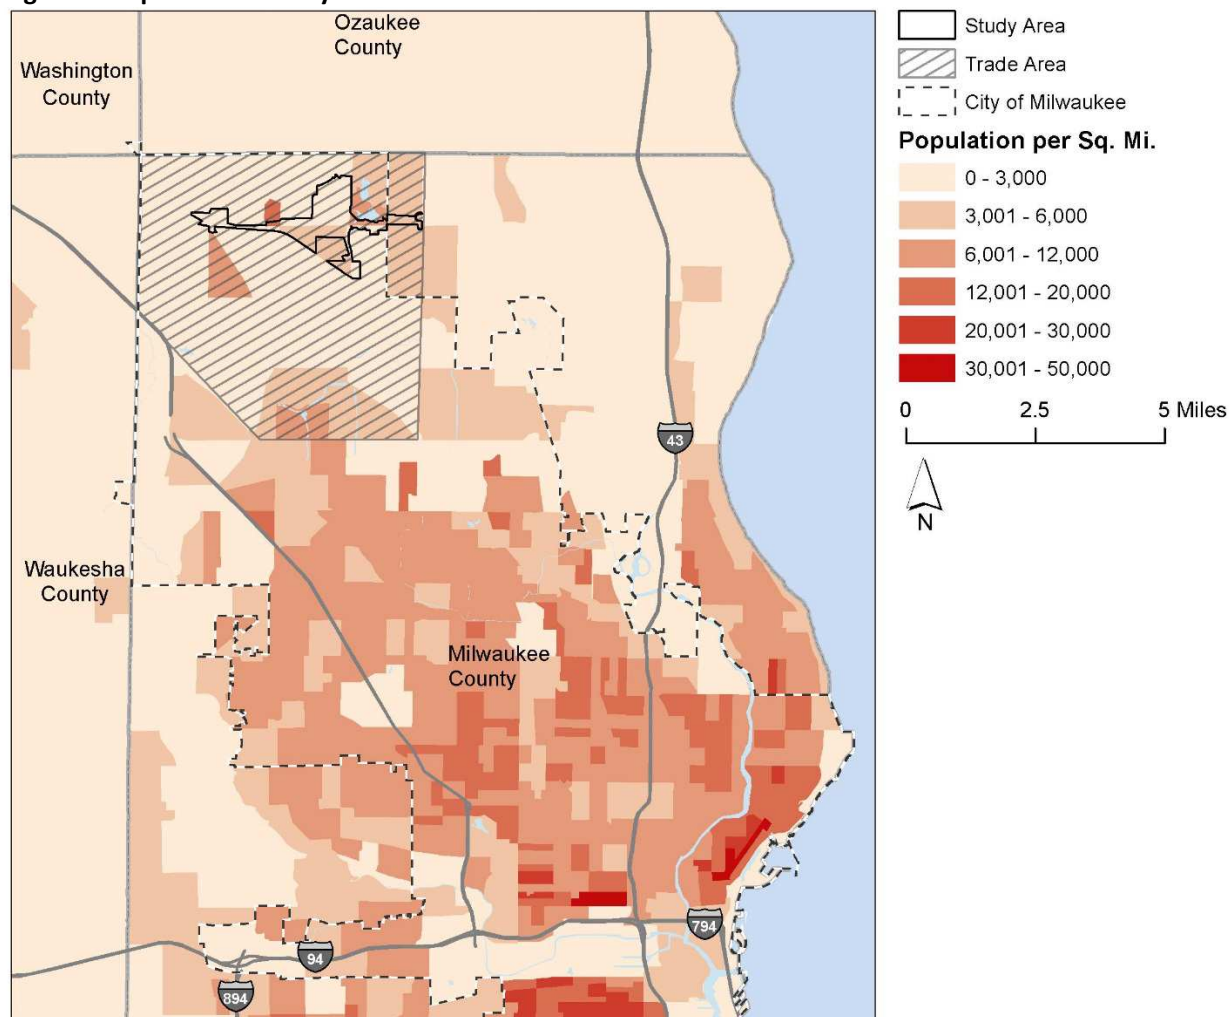 Ozaukee
County
Washington
County
Waukesha
County
Milwaukee
County
43
794
94
894
Study Area
Trade Area
City of Milwaukee
Population per Sq. Mi.
0 - 3,000
3,001 - 6,000
6,001 - 12,000
12,001 - 20,000
20,001 - 30,000
30,001 - 50,000
0 2.5 5 Miles
N